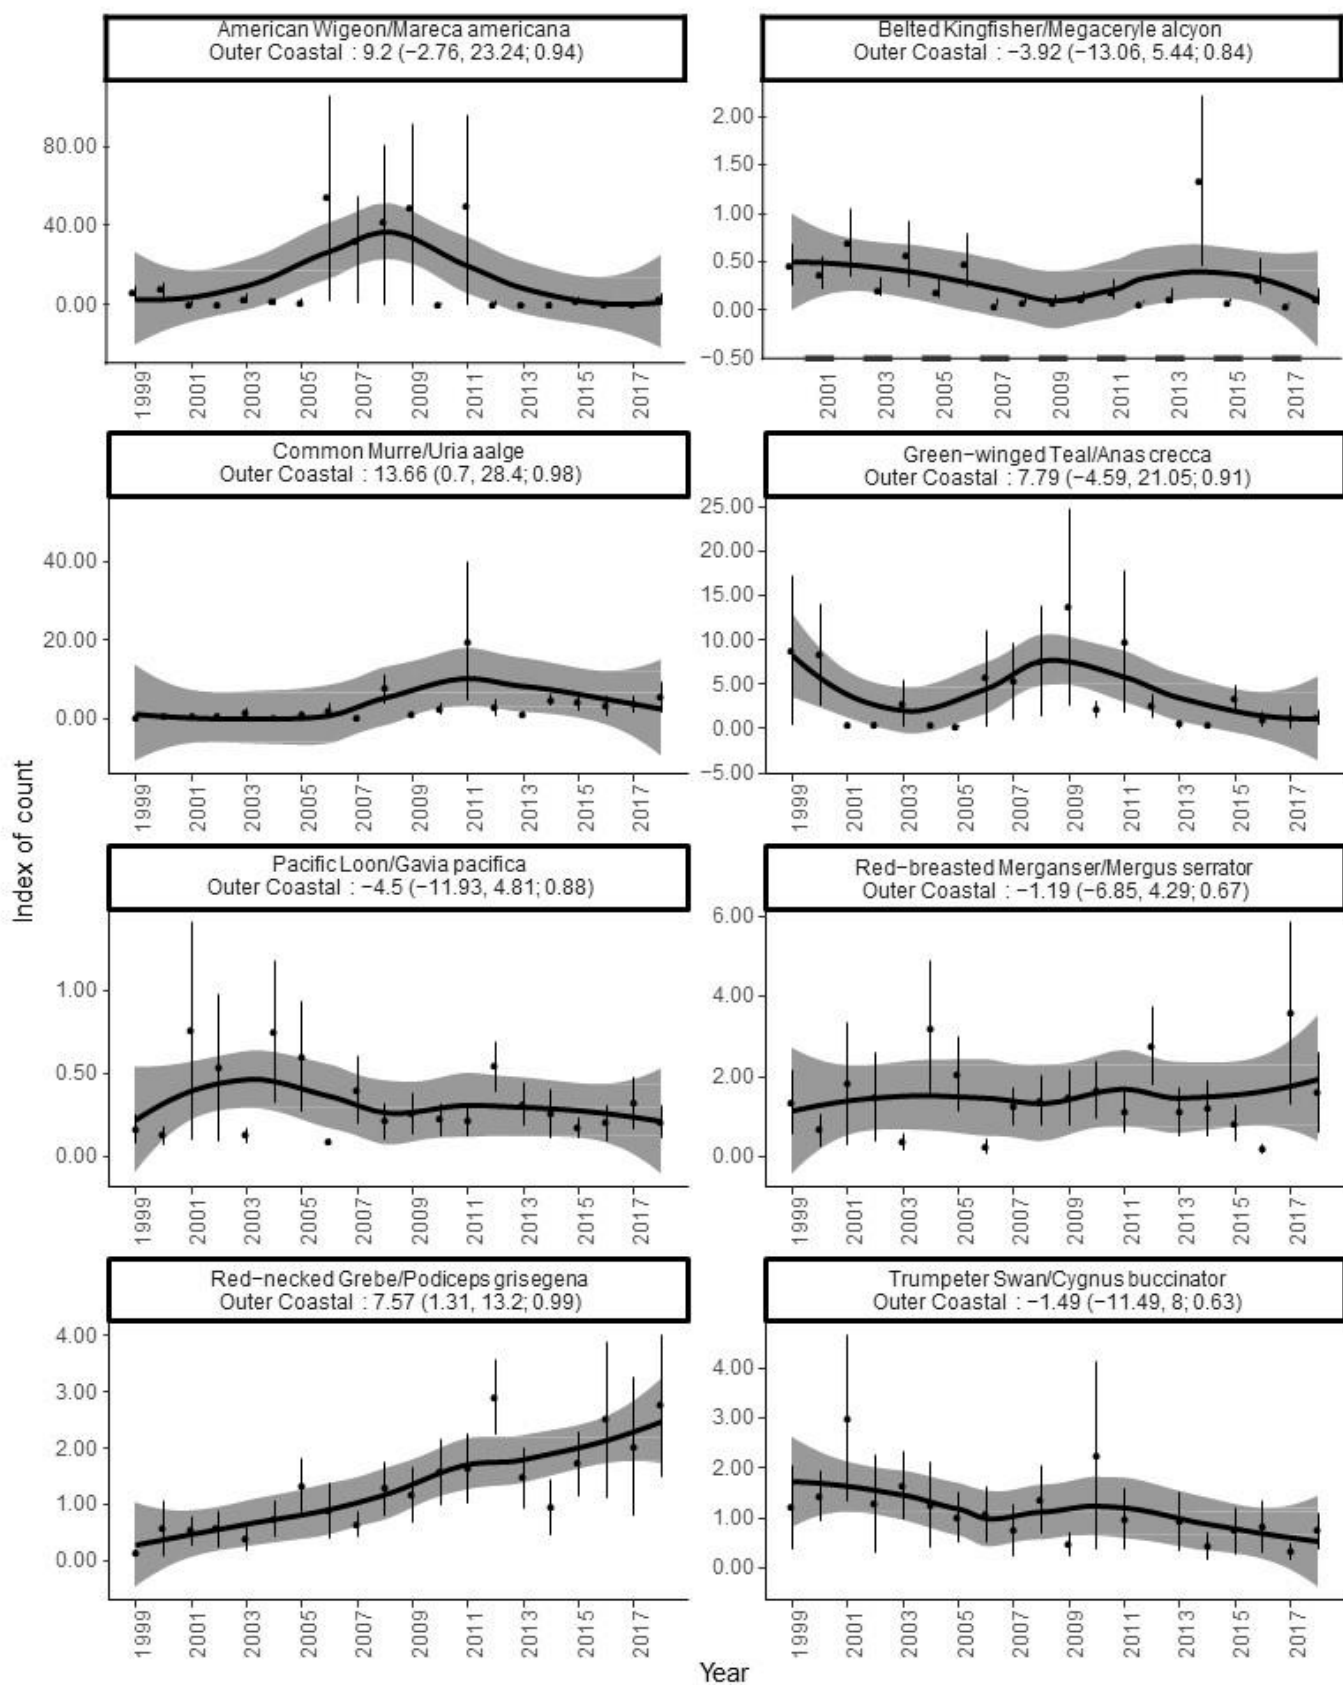 American Wigeon/Mareca americana
Outer Coastal : 9.2 (−2.76, 23.24; 0.94)
80.00
40.00
0.00
1999 2001 2003 2005 2007 2009 2011 2013 2015 2017
Belted Kingfisher/Megaceryle alcyon
Outer Coastal : −3.92 (−13.06, 5.44; 0.84)
2.00
1.50
1.00
0.50
0.00
−0.50
2001 2003 2005 2007 2009 2011 2013 2015 2017
Common Murre/Uria aalge
Outer Coastal : 13.66 (0.7, 28.4; 0.98)
40.00
20.00
0.00
1999 2001 2003 2005 2007 2009 2011 2013 2015 2017
Green−winged Teal/Anas crecca
Outer Coastal : 7.79 (−4.59, 21.05; 0.91)
25.00
20.00
15.00
10.00
5.00
0.00
−5.00
1999 2001 2003 2005 2007 2009 2011 2013 2015 2017
Index of count
Pacific Loon/Gavia pacifica
Outer Coastal : −4.5 (−11.93, 4.81; 0.88)
1.00
0.50
0.00
1999 2001 2003 2005 2007 2009 2011 2013 2015 2017
Red−breasted Merganser/Mergus serrator
Outer Coastal : −1.19 (−6.85, 4.29; 0.67)
6.00
4.00
2.00
0.00
1999 2001 2003 2005 2007 2009 2011 2013 2015 2017
Red−necked Grebe/Podiceps grisegena
Outer Coastal : 7.57 (1.31, 13.2; 0.99)
4.00
3.00
2.00
1.00
0.00
1999 2001 2003 2005 2007 2009 2011 2013 2015 2017
Trumpeter Swan/Cygnus buccinator
Outer Coastal : −1.49 (−11.49, 8; 0.63)
4.00
3.00
2.00
1.00
0.00
1999 2001 2003 2005 2007 2009 2011 2013 2015 2017
Year